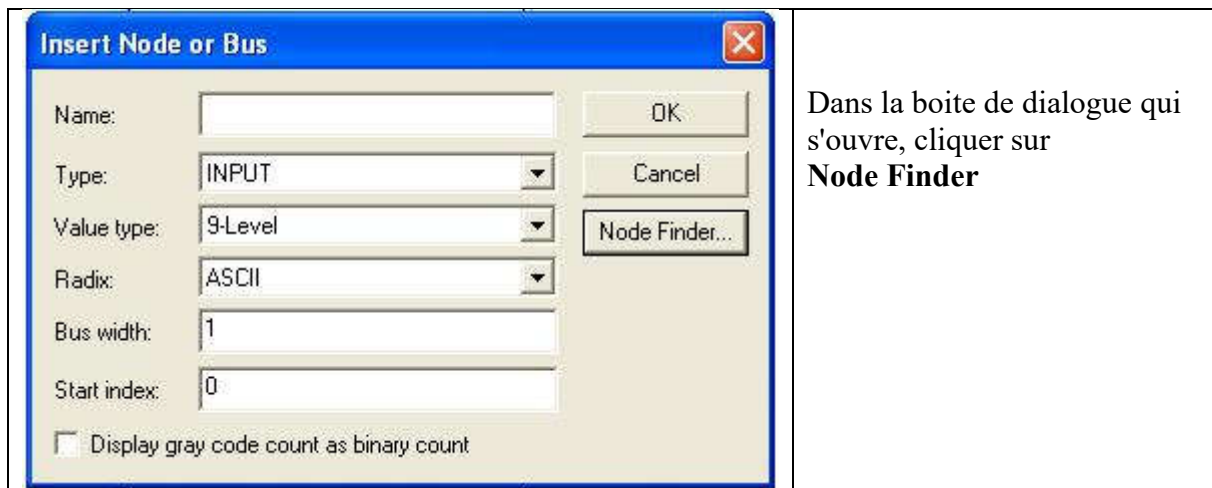 Insert Node or Bus
Name:
OK
Type:
INPUT
Cancel
Value type:
9-Level
Node Finder...
Radix:
ASCII
Bus width:
1
Start index:
0
Display gray code count as binary count
Dans la boite de dialogue qui
s'ouvre, cliquer sur
Node Finder